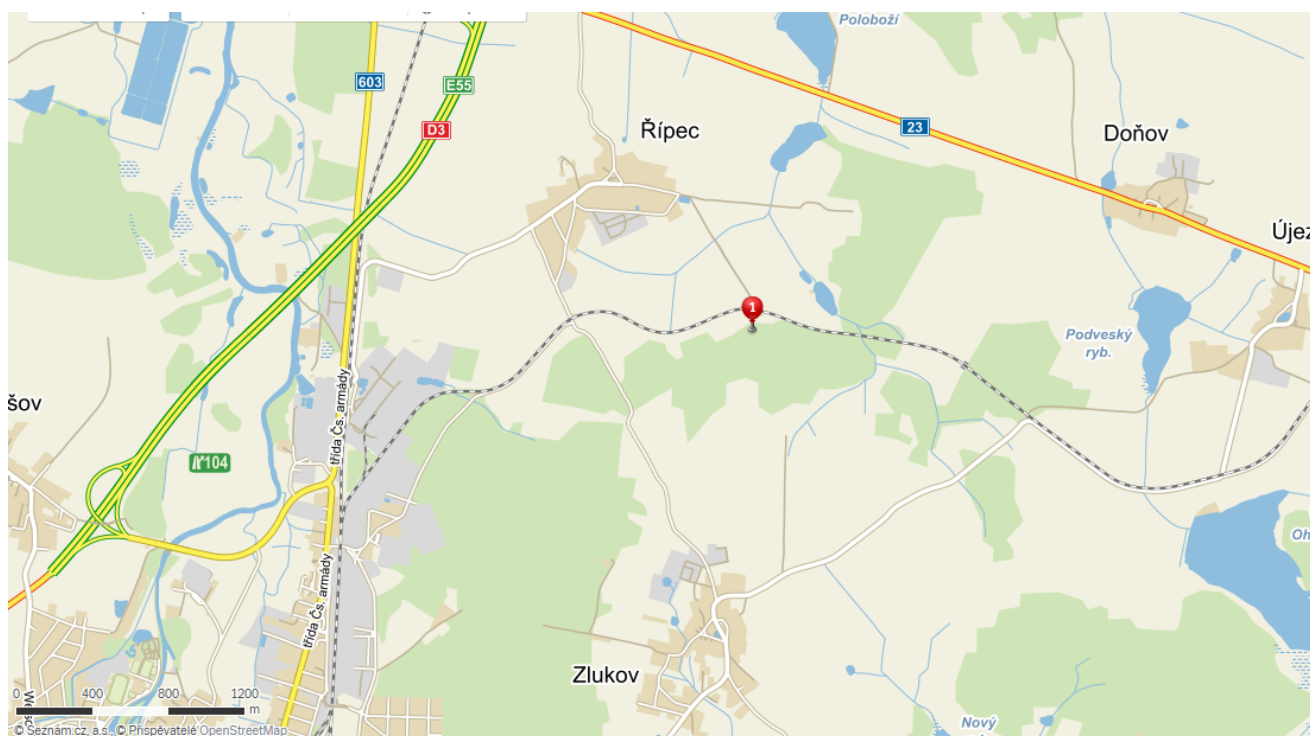 Poloboží
603
E55
D3
Řípec
23
Doňov
Újez
1
Podveský
ryb.
třída Čs. armády
šov
104
Oh
třída Čs. armády
Zlukov
0 400 800 1200
m
Nový
© Seznam.cz, a.s., © Přispěvatelé OpenStreetMap